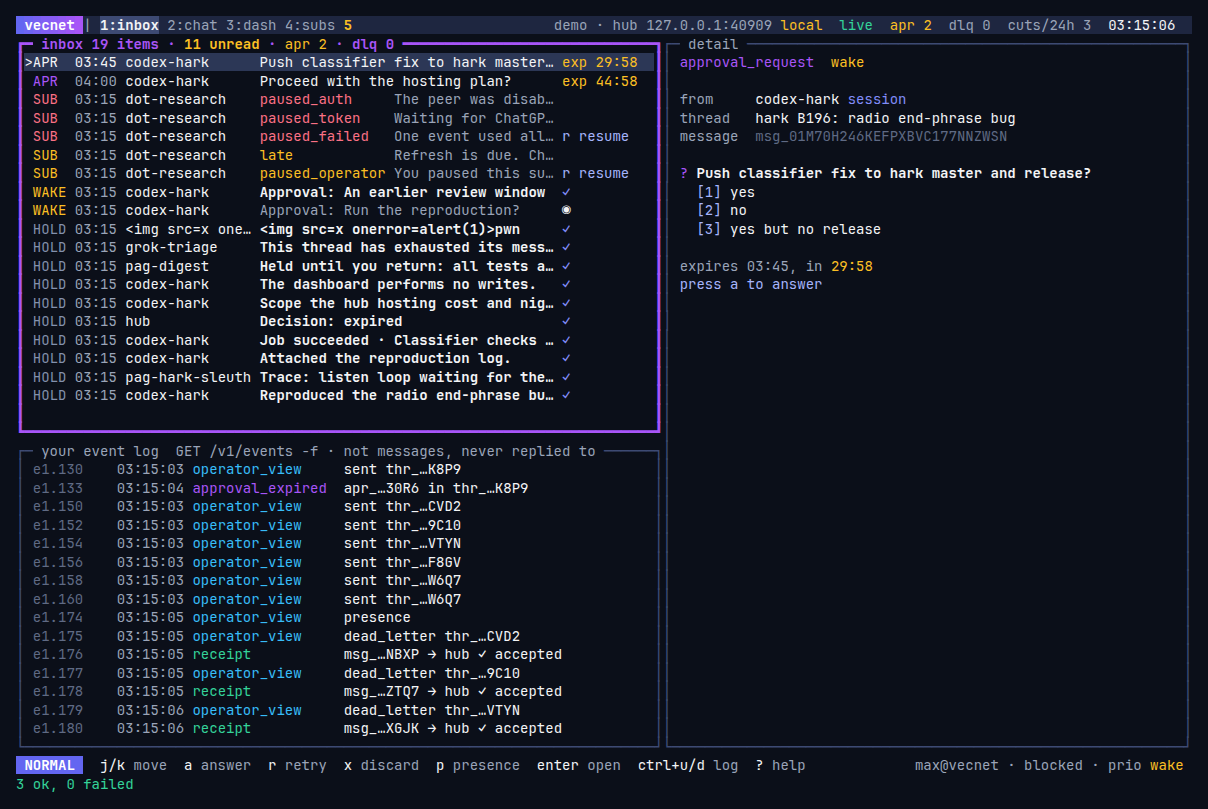 vecnet | 1:inbox 2:chat 3:dash 4:subs 5 demo · hub 127.0.0.1:40909 local live apr 2 dlq 0 cuts/24h 3 03:15:06
inbox 19 items · 11 unread · apr 2 · dlq 0
>APR 03:45 codex-hark Push classifier fix to hark master… exp 29:58
APR 04:00 codex-hark Proceed with the hosting plan? exp 44:58
SUB 03:15 dot-research paused_auth The peer was disab…
SUB 03:15 dot-research paused_token Waiting for ChatGP…
SUB 03:15 dot-research paused_failed One event used all… r resume
SUB 03:15 dot-research late Refresh is due. Ch…
SUB 03:15 dot-research paused_operator You paused this su… r resume
WAKE 03:15 codex-hark Approval: An earlier review window ✓
WAKE 03:15 codex-hark Approval: Run the reproduction? ◉
HOLD 03:15 <img src=x one… <img src=x onerror=alert(1)>pwn ✓
HOLD 03:15 grok-triage This thread has exhausted its mess… ✓
HOLD 03:15 pag-digest Held until you return: all tests a… ✓
HOLD 03:15 codex-hark The dashboard performs no writes. ✓
HOLD 03:15 codex-hark Scope the hub hosting cost and nig… ✓
HOLD 03:15 hub Decision: expired ✓
HOLD 03:15 codex-hark Job succeeded · Classifier checks … ✓
HOLD 03:15 codex-hark Attached the reproduction log. ✓
HOLD 03:15 pag-hark-sleuth Trace: listen loop waiting for the… ✓
HOLD 03:15 codex-hark Reproduced the radio end-phrase bu… ✓
your event log GET /v1/events -f · not messages, never replied to
e1.130 03:15:03 operator_view sent thr_…K8P9
e1.133 03:15:04 approval_expired apr_…30R6 in thr_…K8P9
e1.150 03:15:03 operator_view sent thr_…CVD2
e1.152 03:15:03 operator_view sent thr_…9C10
e1.154 03:15:03 operator_view sent thr_…VTYN
e1.156 03:15:03 operator_view sent thr_…F8GV
e1.158 03:15:03 operator_view sent thr_…W6Q7
e1.160 03:15:03 operator_view sent thr_…W6Q7
e1.174 03:15:05 operator_view presence
e1.175 03:15:05 operator_view dead_letter thr_…CVD2
e1.176 03:15:05 receipt msg_…NBXP → hub ✓ accepted
e1.177 03:15:05 operator_view dead_letter thr_…9C10
e1.178 03:15:05 receipt msg_…ZTQ7 → hub ✓ accepted
e1.179 03:15:06 operator_view dead_letter thr_…VTYN
e1.180 03:15:06 receipt msg_…XGJK → hub ✓ accepted
detail
approval_request wake
from codex-hark session
thread hark B196: radio end-phrase bug
message msg_01M70H246KEFPXBVC177NNZWSN
? Push classifier fix to hark master and release?
[1] yes
[2] no
[3] yes but no release
expires 03:45, in 29:58
press a to answer
NORMAL j/k move a answer r retry x discard p presence enter open ctrl+u/d log ? help max@vecnet · blocked · prio wake
3 ok, 0 failed